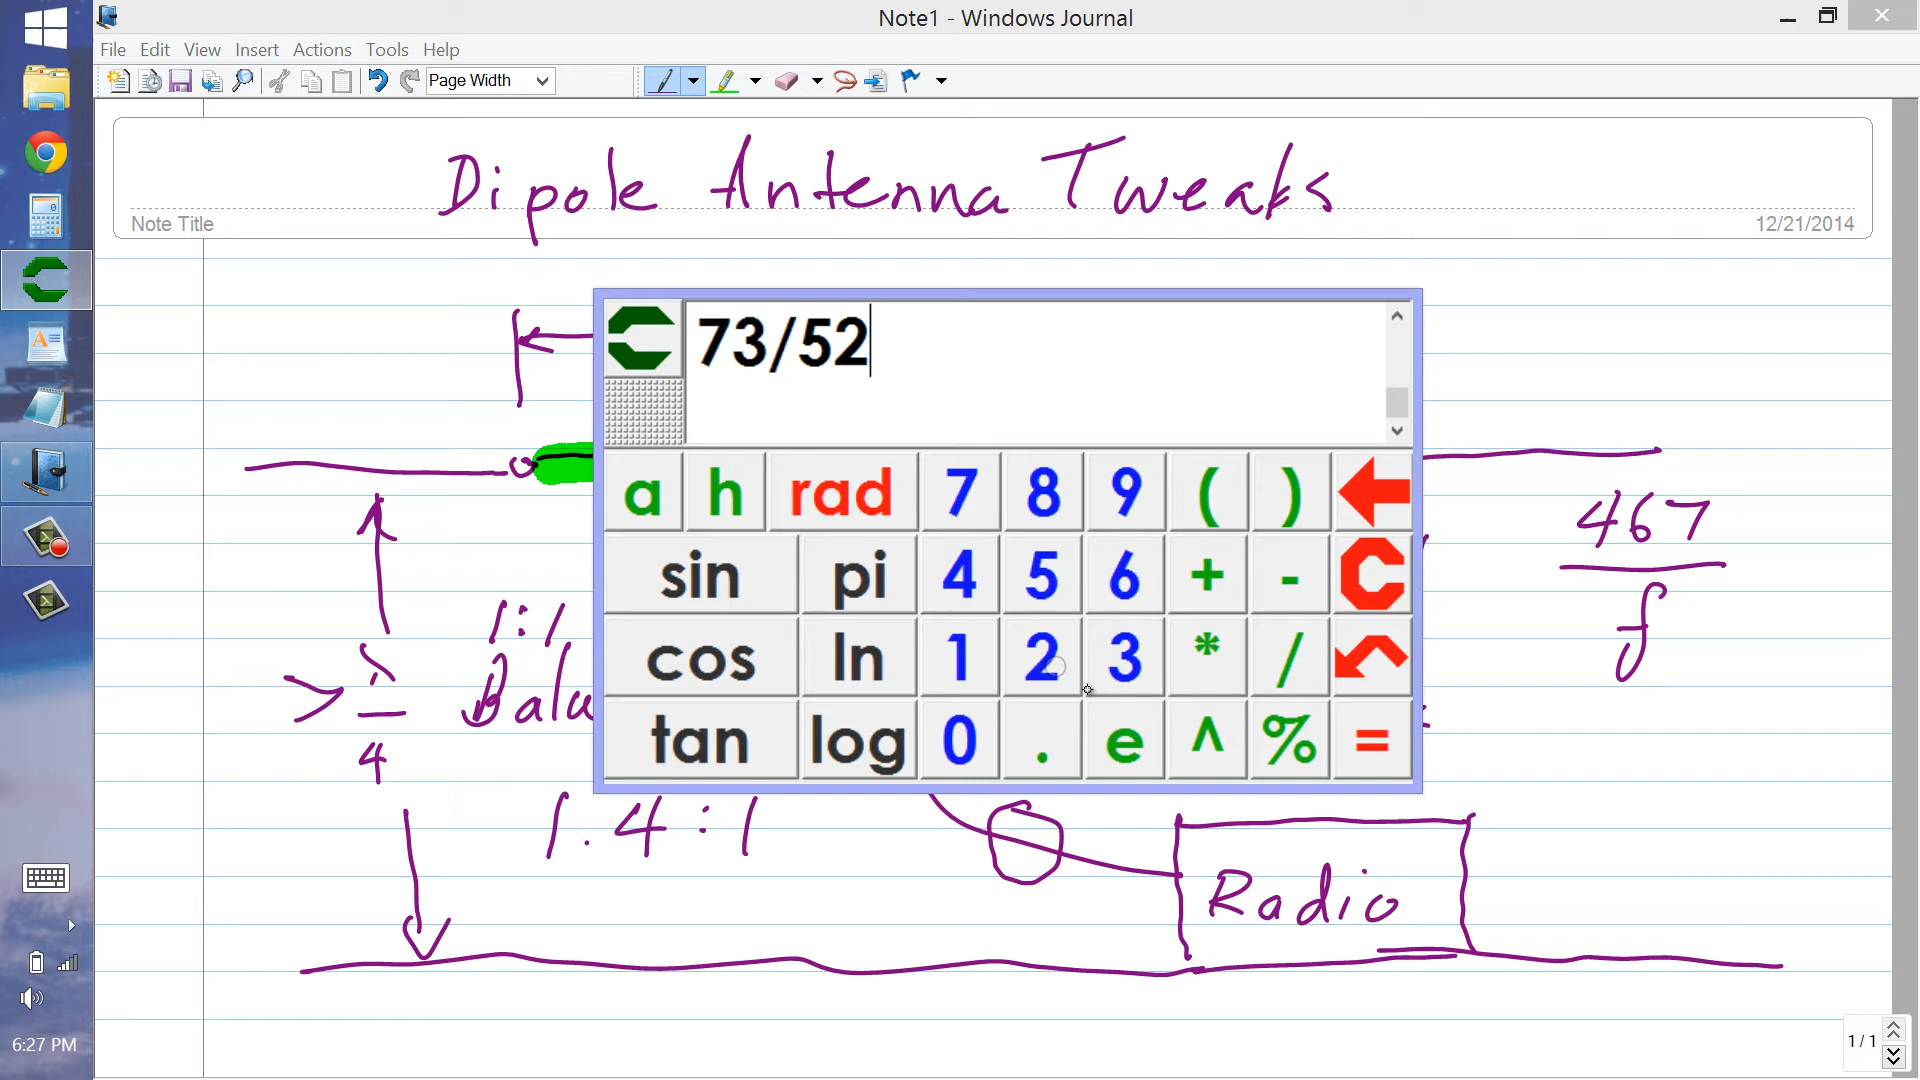 Note1 - Windows Journal
File Edit View Insert Actions Tools Help
Page Width
Dipole Antenna Tweaks
Note Title
12/21/2014
73/52
a h rad 7 8 9 ( )
sin pi 4 5 6 + - C
cos ln 1 2 3 * /
tan log 0 . e ^ % =
467
f
1:1
> λ
4
1.4:1
Radio
6:27 PM
1 / 1